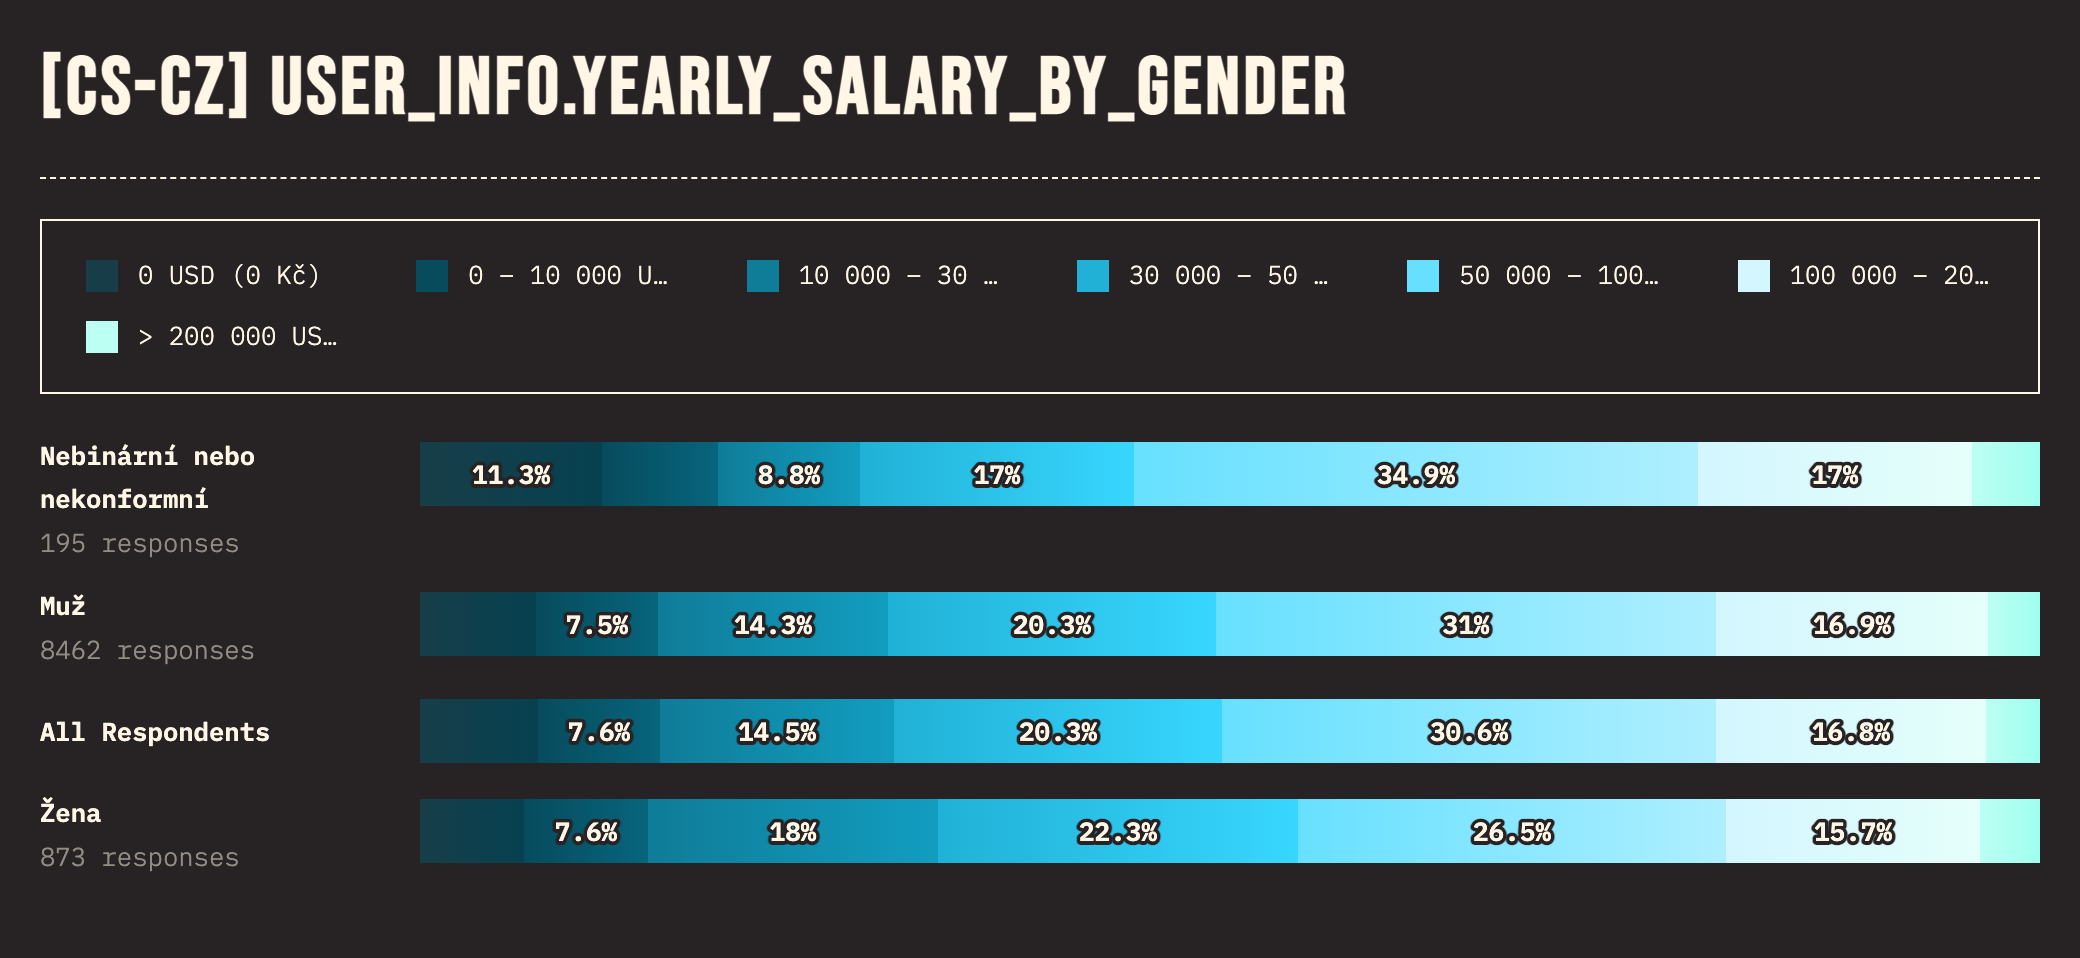 [CS-CZ] USER_INFO.YEARLY_SALARY_BY_GENDER
0 USD (0 Kč)
0 – 10 000 U…
10 000 – 30 …
30 000 – 50 …
50 000 – 100…
100 000 – 20…
> 200 000 US…
Nebinární nebo
nekonformní
195 responses
11.3% 8.8% 17% 34.9% 17%
Muž
8462 responses
7.5% 14.3% 20.3% 31% 16.9%
All Respondents
7.6% 14.5% 20.3% 30.6% 16.8%
Žena
873 responses
7.6% 18% 22.3% 26.5% 15.7%